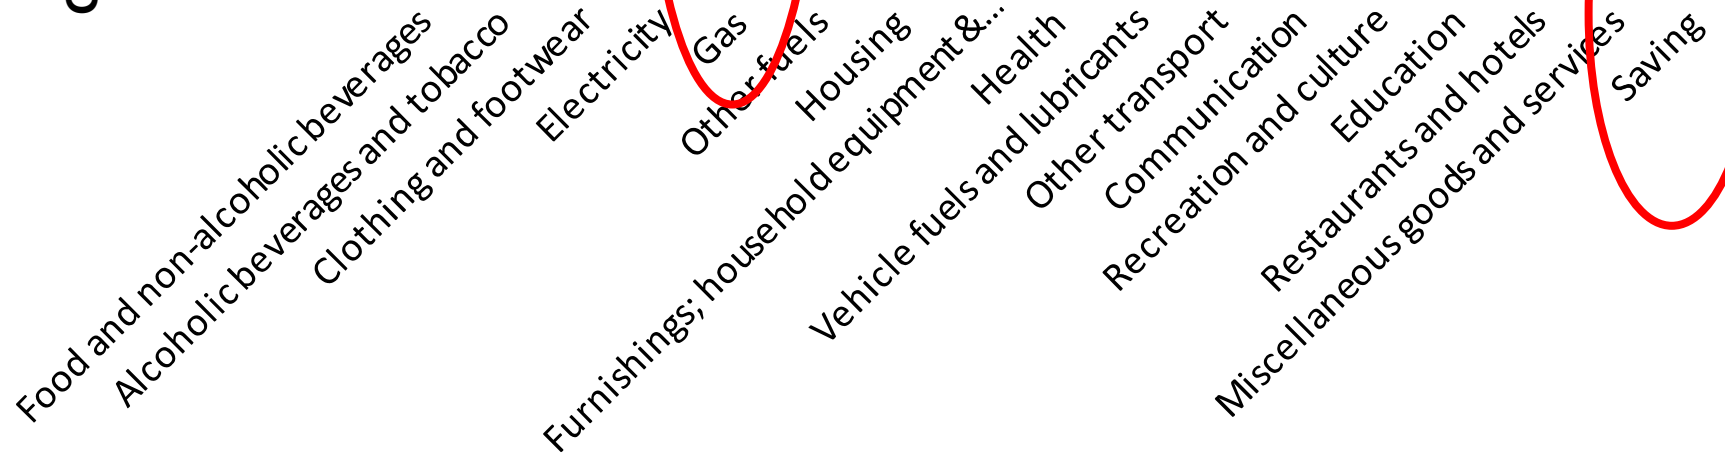 Food and non-alcoholic beverages
Alcoholic beverages and tobacco
Clothing and footwear
Electricity
Gas
Other fuels
Housing
Furnishings; household equipment &...
Health
Vehicle fuels and lubricants
Other transport
Communication
Recreation and culture
Education
Restaurants and hotels
Miscellaneous goods and services
Saving